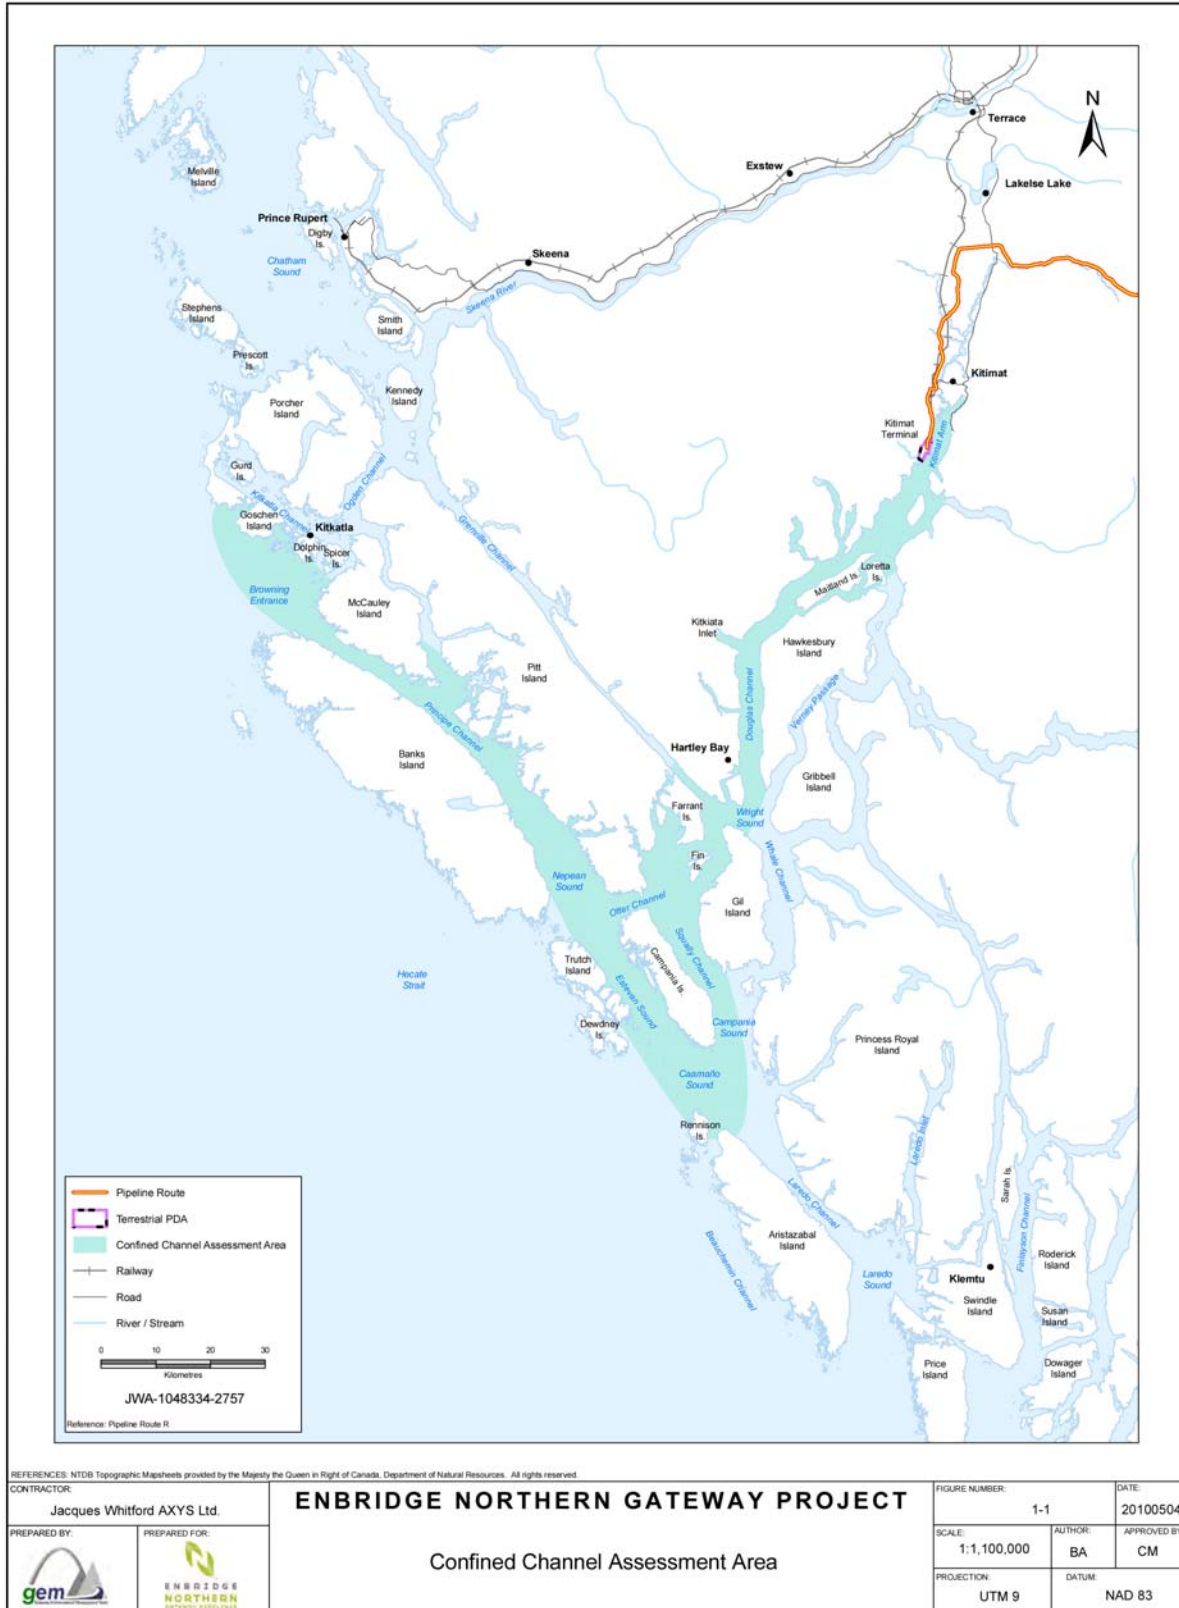 N
Terrace
Exstew
Lakelse Lake
Melville
Island
Prince Rupert
Digby
Is.
Chatham
Sound
Skeena
Skeena River
Stephens
Island
Smith
Island
Prescott
Is.
Kennedy
Island
Porcher
Island
Kitimat
Kitimat
Terminal
Kitimat Arm
Gurd
Is.
Kitkatla Channel
Ogden Channel
Goschen
Island
Kitkatla
Dolphin
Is.
Spicer
Is.
Grenville Channel
Browning
Entrance
McCauley
Island
Maitland Is.
Loretta
Is.
Kitkiata
Inlet
Hawkesbury
Island
Pitt
Island
Principe Channel
Douglas Channel
Verney Passage
Banks
Island
Hartley Bay
Gribbell
Island
Farrant
Is.
Wright
Sound
Fin
Is.
Whale Channel
Nepean
Sound
Otter Channel
Gil
Island
Squally Channel
Campania Is.
Trutch
Island
Estevan Sound
Hecate
Strait
Dewdney
Is.
Campania
Sound
Princess Royal
Island
Caamaño
Sound
Rennison
Is.
Laredo Inlet
Sarah Is.
Laredo Channel
Finlayson Channel
Aristazabal
Island
Beauchemin Channel
Laredo
Sound
Klemtu
Swindle
Island
Roderick
Island
Susan
Island
Price
Island
Dowager
Island
Pipeline Route
Terrestrial PDA
Confined Channel Assessment Area
Railway
Road
River / Stream
0 10 20 30
Kilometres
JWA-1048334-2757
Reference: Pipeline Route R
REFERENCES: NTDB Topographic Mapsheets provided by the Majesty the Queen in Right of Canada, Department of Natural Resources. All rights reserved.
CONTRACTOR:
Jacques Whitford AXYS Ltd.
PREPARED BY:
gem
PREPARED FOR:
ENBRIDGE
NORTHERN
ENBRIDGE NORTHERN GATEWAY PROJECT
Confined Channel Assessment Area
FIGURE NUMBER:
1-1
DATE:
20100504
SCALE:
1:1,100,000
AUTHOR:
BA
APPROVED BY
CM
PROJECTION:
UTM 9
DATUM:
NAD 83